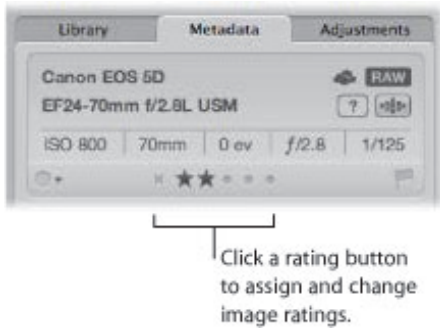 Library Metadata Adjustments
Canon EOS 5D RAW
EF24-70mm f/2.8L USM ?
ISO 800 70mm 0 ev ƒ/2.8 1/125
Click a rating button
to assign and change
image ratings.